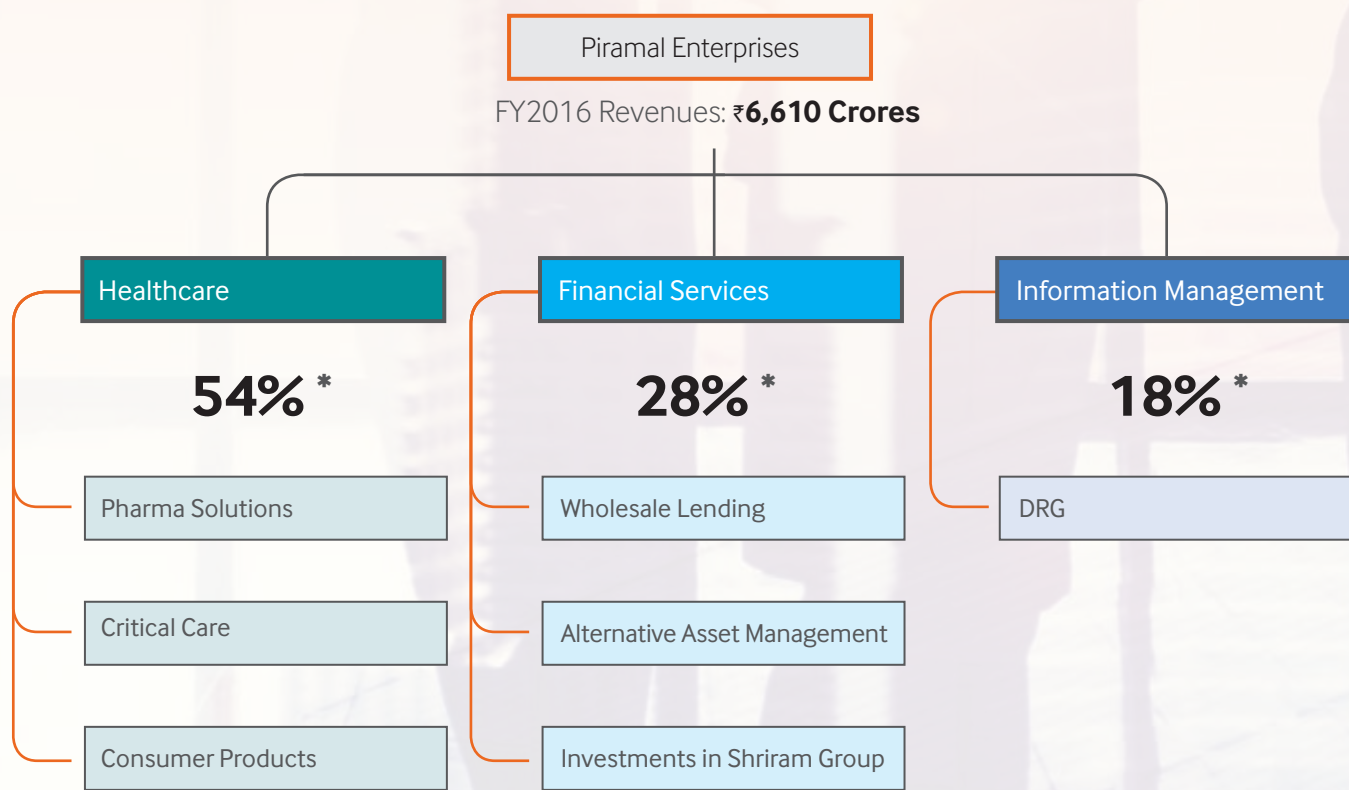 Piramal Enterprises
FY2016 Revenues: ₹6,610 Crores
Healthcare
54% *
Pharma Solutions
Critical Care
Consumer Products
Financial Services
28% *
Wholesale Lending
Alternative Asset Management
Investments in Shriram Group
Information Management
18% *
DRG